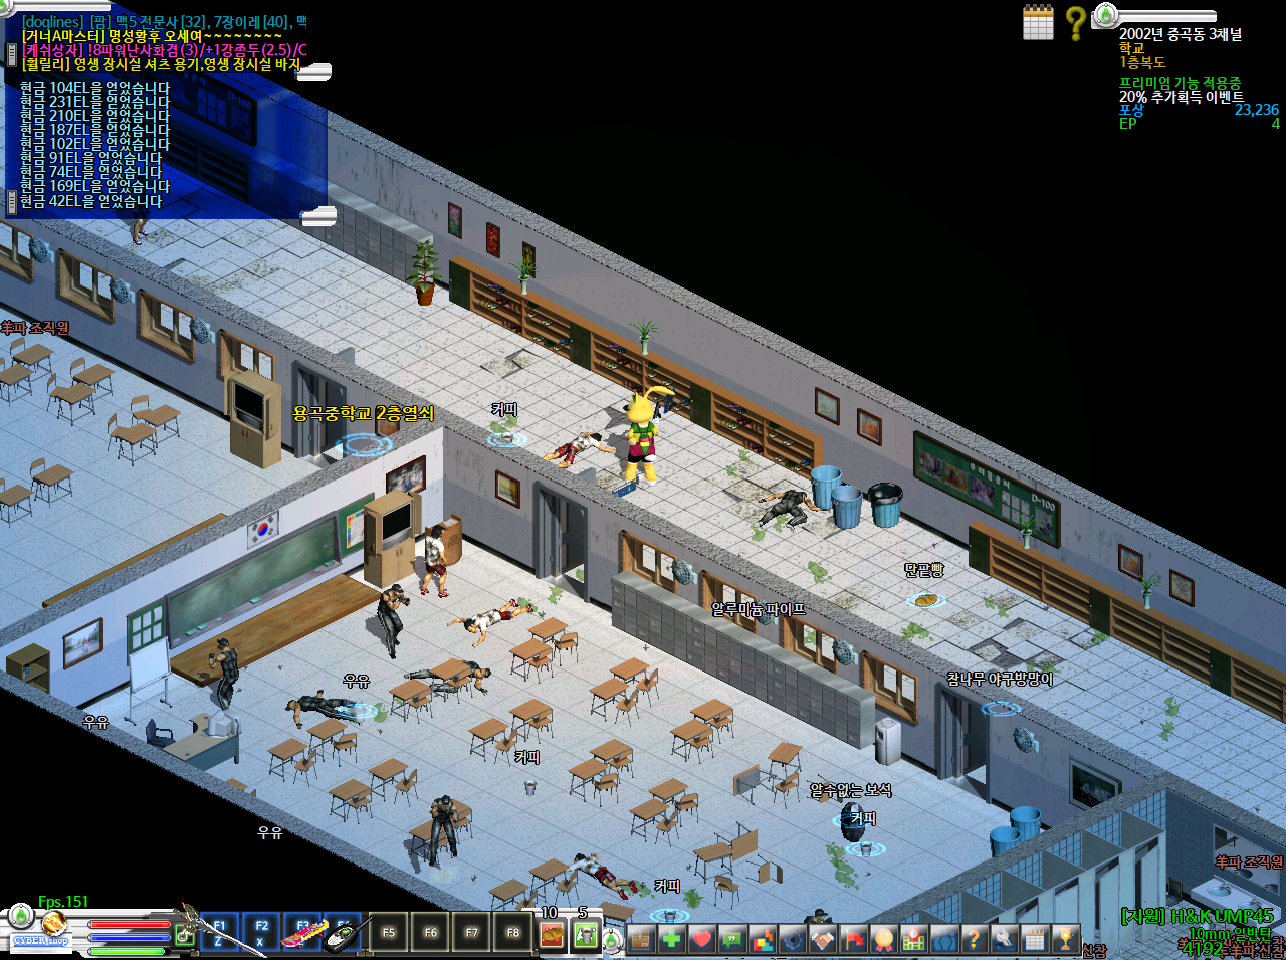 [doglines] [팜] 맥5 전문사 [32], 7장이레 [40], 맥
[거너A마스터] 명성황후 오세여~~~~~~~~
[케쉬상자] !8파워난사화접(3)/+1강좀두(2.5)/C
[휠릴리] 영생 장시실 셔츠 용기,영생 장시실 바지
현금 104EL을 얻었습니다
현금 231EL을 얻었습니다
현금 210EL을 얻었습니다
현금 187EL을 얻었습니다
현금 102EL을 얻었습니다
현금 91EL을 얻었습니다
현금 74EL을 얻었습니다
현금 169EL을 얻었습니다
현금 42EL을 얻었습니다
2002년 중곡동 3채널
학교
1층복도
프리미엄 기능 적용중
20% 추가획득 이벤트
포상 23,236
EP 4
D-100
羊파 조직원
용곡중학교 2층열쇠
커피
D-100
단팥빵
알루미늄 파이프
참나무 야구방망이
우유
우유
커피
알수없는 보석
커피
우유
커피
羊파 조직원
Fps.151
CYBER shop
F1
Z
F2
X
F3
F4
F5
F6
F7
F8
10
5
[자원] H&K UMP45
10mm 일반탄
4192
羊파 신참
신참